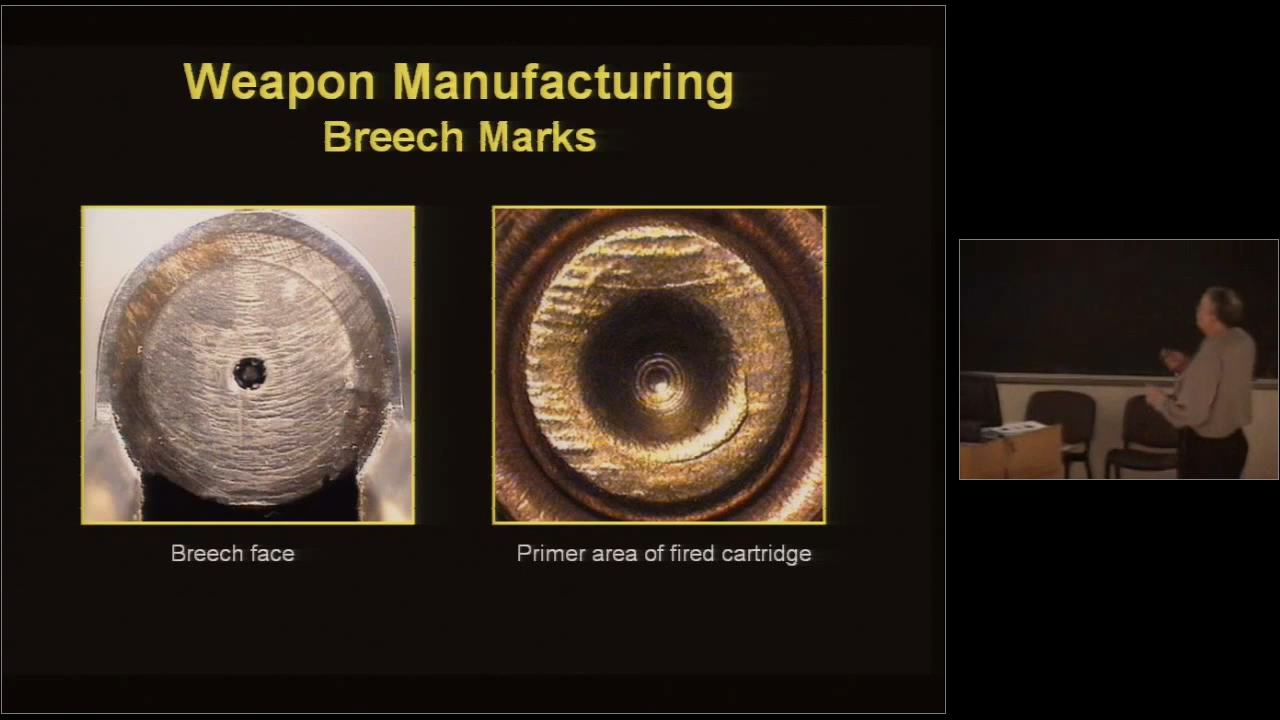 Weapon Manufacturing
Breech Marks
Breech face
Primer area of fired cartridge